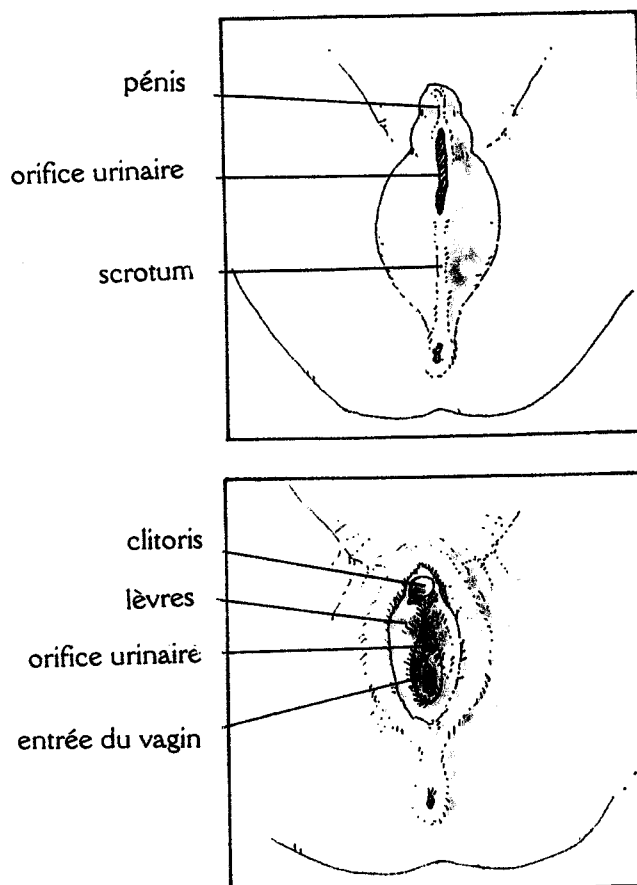 pénis
orifice urinaire
scrotum
clitoris
lèvres
orifice urinaire
entrée du vagin